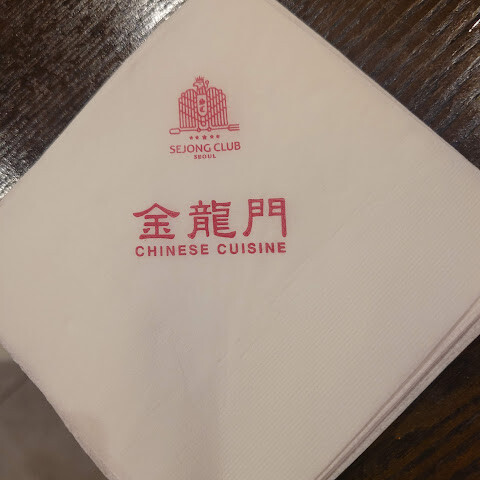 SEJONG CLUB
SEOUL
金龍門
CHINESE CUISINE